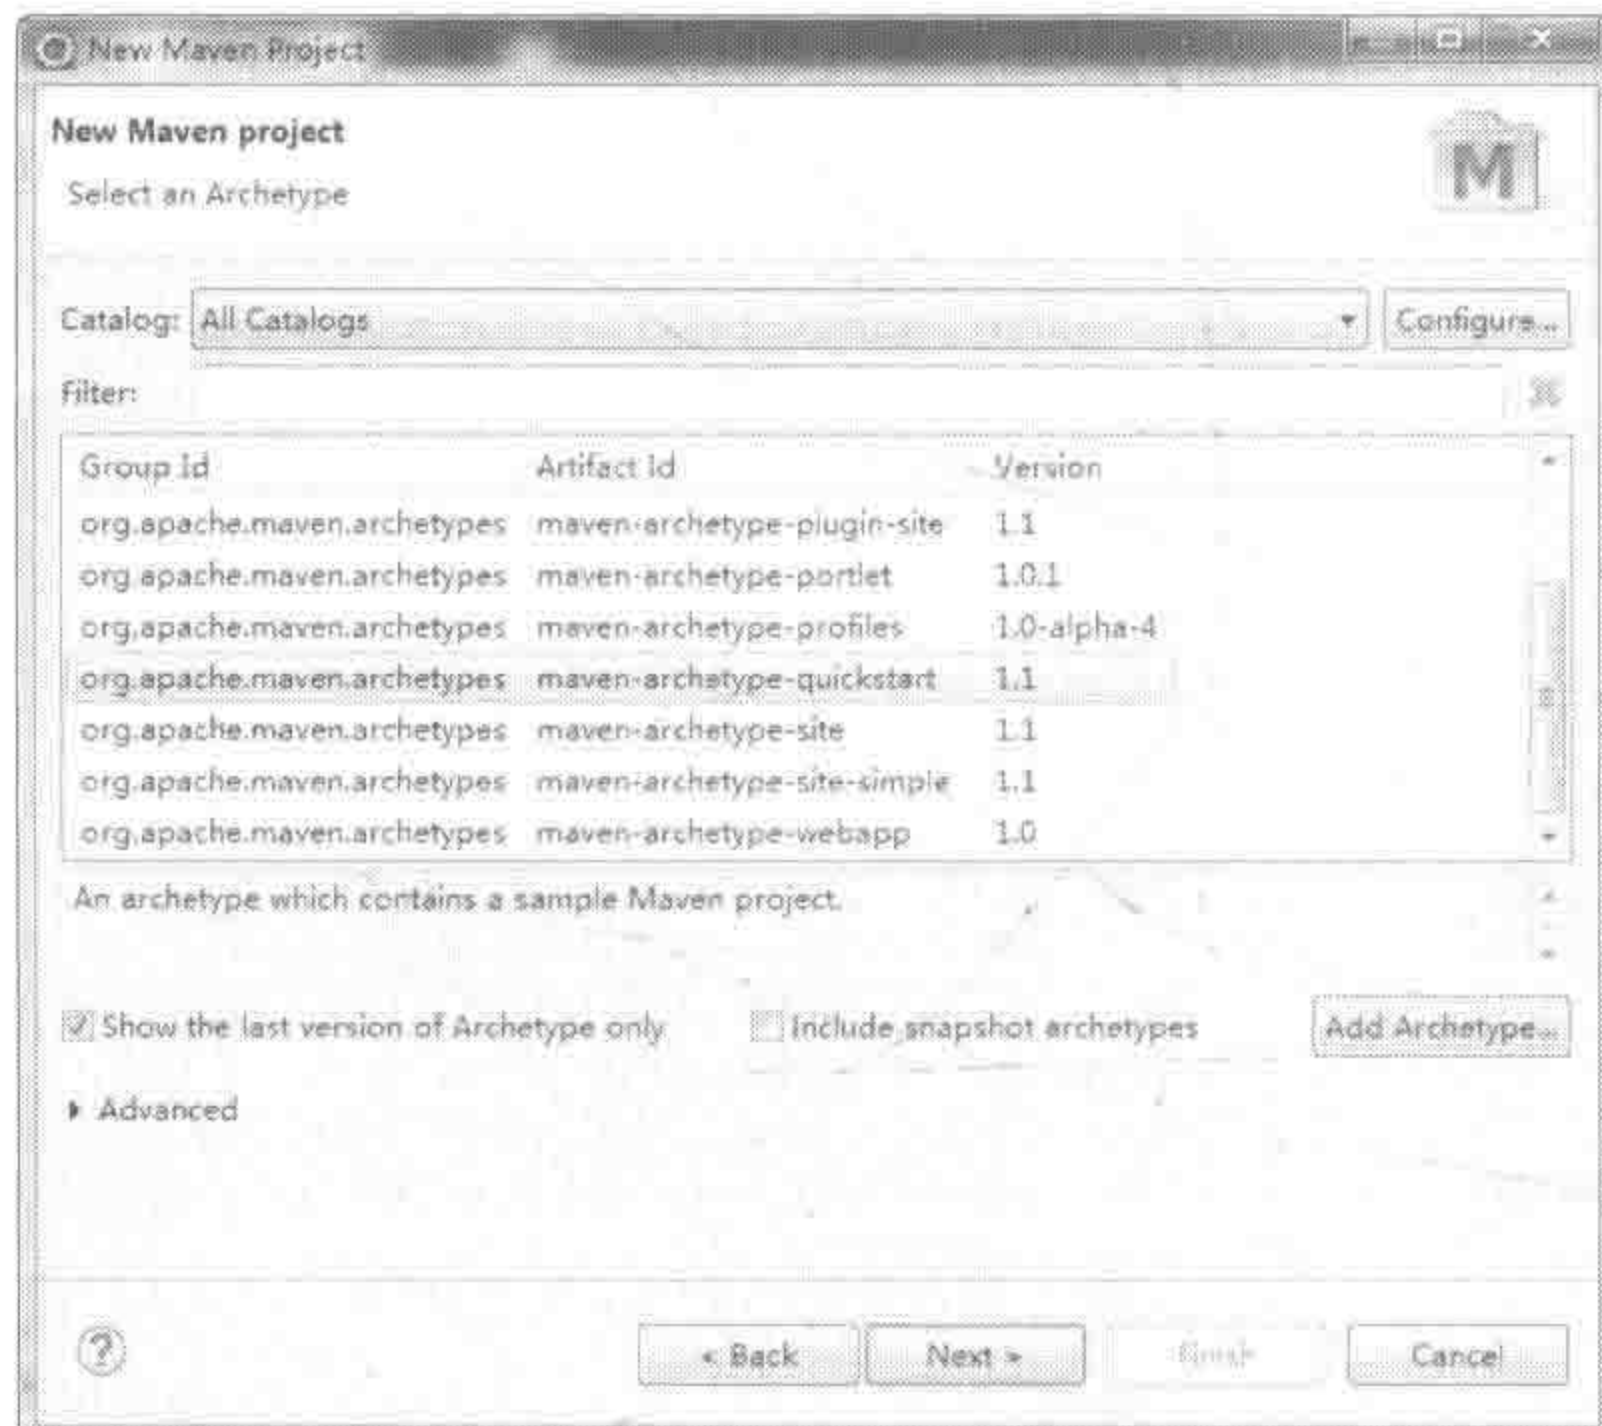 New Maven Project
New Maven project
Select an Archetype
M
Catalog: All Catalogs Configure...
Filter:
Group Id Artifact Id Version
org.apache.maven.archetypes maven-archetype-plugin-site 1.1
org.apache.maven.archetypes maven-archetype-portlet 1.0.1
org.apache.maven.archetypes maven-archetype-profiles 1.0-alpha-4
org.apache.maven.archetypes maven-archetype-quickstart 1.1
org.apache.maven.archetypes maven-archetype-site 1.1
org.apache.maven.archetypes maven-archetype-site-simple 1.1
org.apache.maven.archetypes maven-archetype-webapp 1.0
An archetype which contains a sample Maven project.
Show the last version of Archetype only Include snapshot archetypes Add Archetype...
Advanced
? < Back Next > Finish Cancel